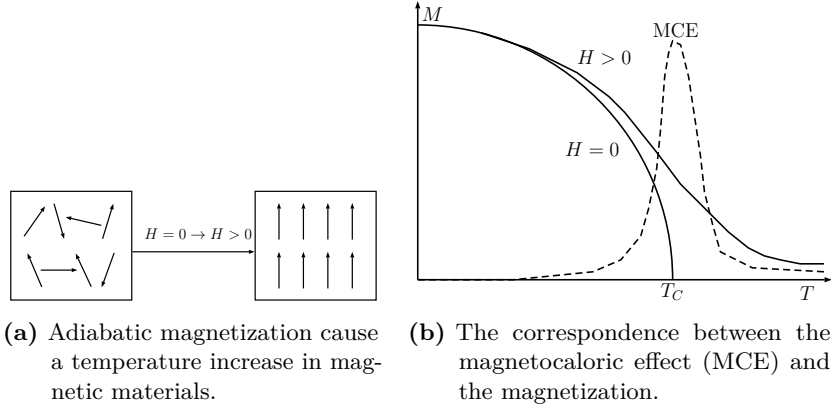 H = 0 → H > 0
(a) Adiabatic magnetization cause
a temperature increase in mag-
netic materials.
M
MCE
H > 0
H = 0
T_C
T
(b) The correspondence between the
magnetocaloric effect (MCE) and
the magnetization.